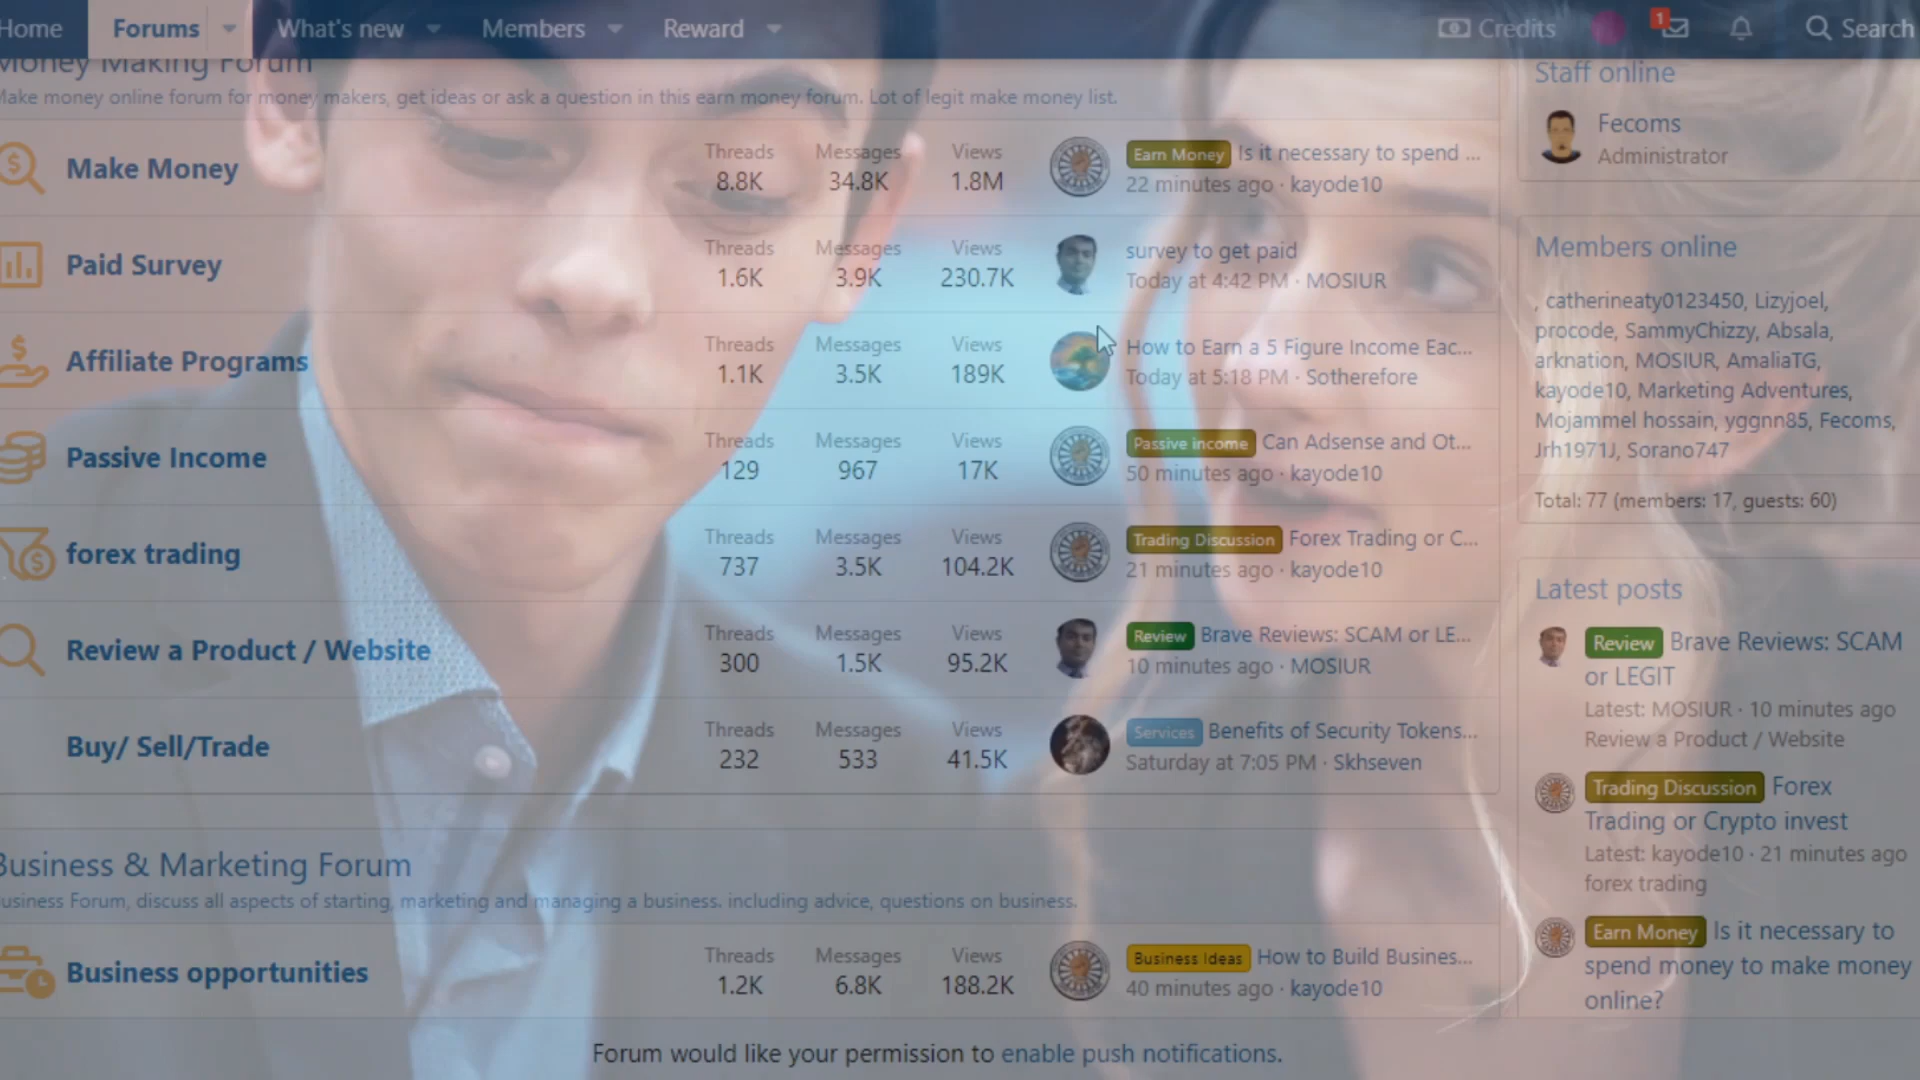 Home Forums What's new Members Reward Credits 1 Search
Money Making Forum
Make money online forum for money makers, get ideas or ask a question in this earn money forum. Lot of legit make money list.
Make Money
Threads Messages Views
8.8K 34.8K 1.8M
Earn Money Is it necessary to spend ...
22 minutes ago · kayode10
Paid Survey
Threads Messages Views
1.6K 3.9K 230.7K
survey to get paid
Today at 4:42 PM · MOSIUR
Affiliate Programs
Threads Messages Views
1.1K 3.5K 189K
How to Earn a 5 Figure Income Eac...
Today at 5:18 PM · Sotherefore
Passive Income
Threads Messages Views
129 967 17K
Passive income Can Adsense and Ot...
50 minutes ago · kayode10
forex trading
Threads Messages Views
737 3.5K 104.2K
Trading Discussion Forex Trading or C...
21 minutes ago · kayode10
Review a Product / Website
Threads Messages Views
300 1.5K 95.2K
Review Brave Reviews: SCAM or LE...
10 minutes ago · MOSIUR
Buy/ Sell/Trade
Threads Messages Views
232 533 41.5K
Services Benefits of Security Tokens...
Saturday at 7:05 PM · Skhseven
Business & Marketing Forum
Business Forum, discuss all aspects of starting, marketing and managing a business. including advice, questions on business.
Business opportunities
Threads Messages Views
1.2K 6.8K 188.2K
Business Ideas How to Build Busines...
40 minutes ago · kayode10
Staff online
Fecoms
Administrator
Members online
, catherineaty0123450, Lizyjoel,
procode, SammyChizzy, Absala,
arknation, MOSIUR, AmaliaTG,
kayode10, Marketing Adventures,
Mojammel hossain, yggnn85, Fecoms,
Jrh1971J, Sorano747
Total: 77 (members: 17, guests: 60)
Latest posts
Review Brave Reviews: SCAM
or LEGIT
Latest: MOSIUR · 10 minutes ago
Review a Product / Website
Trading Discussion Forex
Trading or Crypto invest
Latest: kayode10 · 21 minutes ago
forex trading
Earn Money Is it necessary to
spend money to make money
online?
Forum would like your permission to enable push notifications.